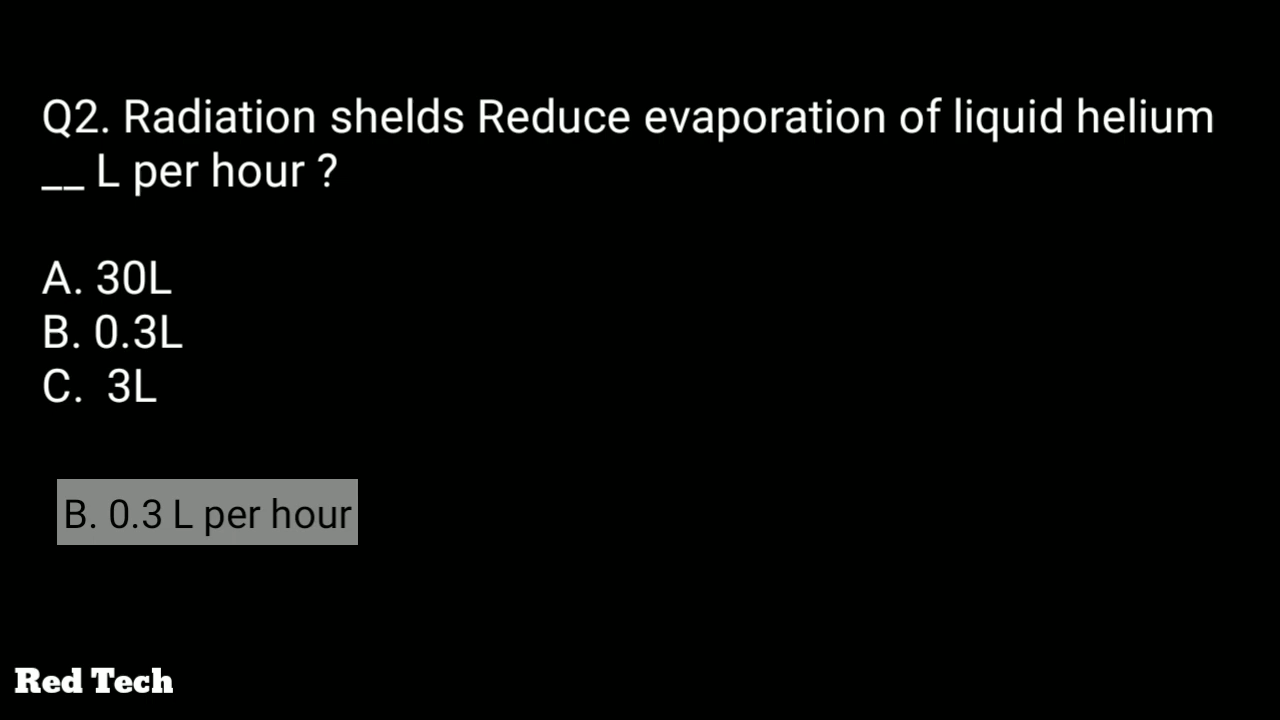 Q2. Radiation shelds Reduce evaporation of liquid helium
__ L per hour ?
A. 30L
B. 0.3L
C. 3L
B. 0.3 L per hour
Red Tech